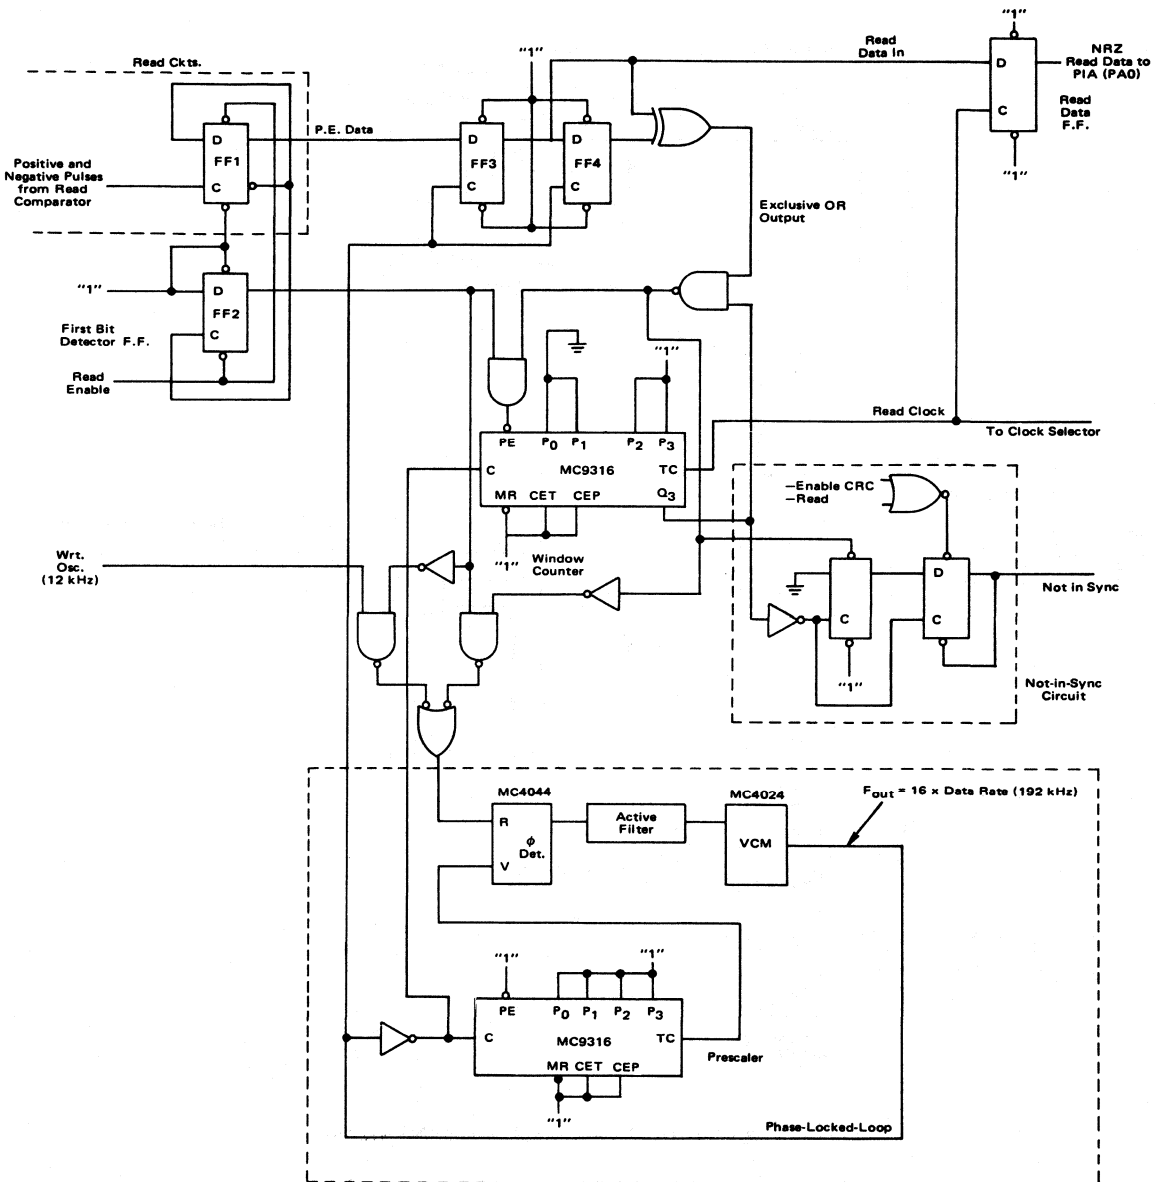 "1"
Read Ckts.
"1"
Read
Data In
D
NRZ
Read Data to
PIA (PA0)
C
Read
Data
F.F.
"1"
D
FF1
C
P.E. Data
D
FF3
C
D
FF4
C
Positive and
Negative Pulses
from Read
Comparator
Exclusive OR
Output
"1"
D
FF2
C
First Bit
Detector F.F.
Read
Enable
"1"
Read Clock
To Clock Selector
PE
P0
P1
P2
P3
C
MC9316
TC
MR
CET
CEP
Q3
"1"
Window
Counter
—Enable CRC
—Read
Wrt.
Osc.
(12 kHz)
D
C
C
"1"
Not in Sync
Not-in-Sync
Circuit
MC4044
R
ϕ
Det.
V
Active
Filter
MC4024
VCM
Fout = 16 x Data Rate (192 kHz)
"1"
"1"
PE
P0
P1
P2
P3
C
MC9316
TC
MR
CET
CEP
Prescaler
"1"
Phase-Locked-Loop